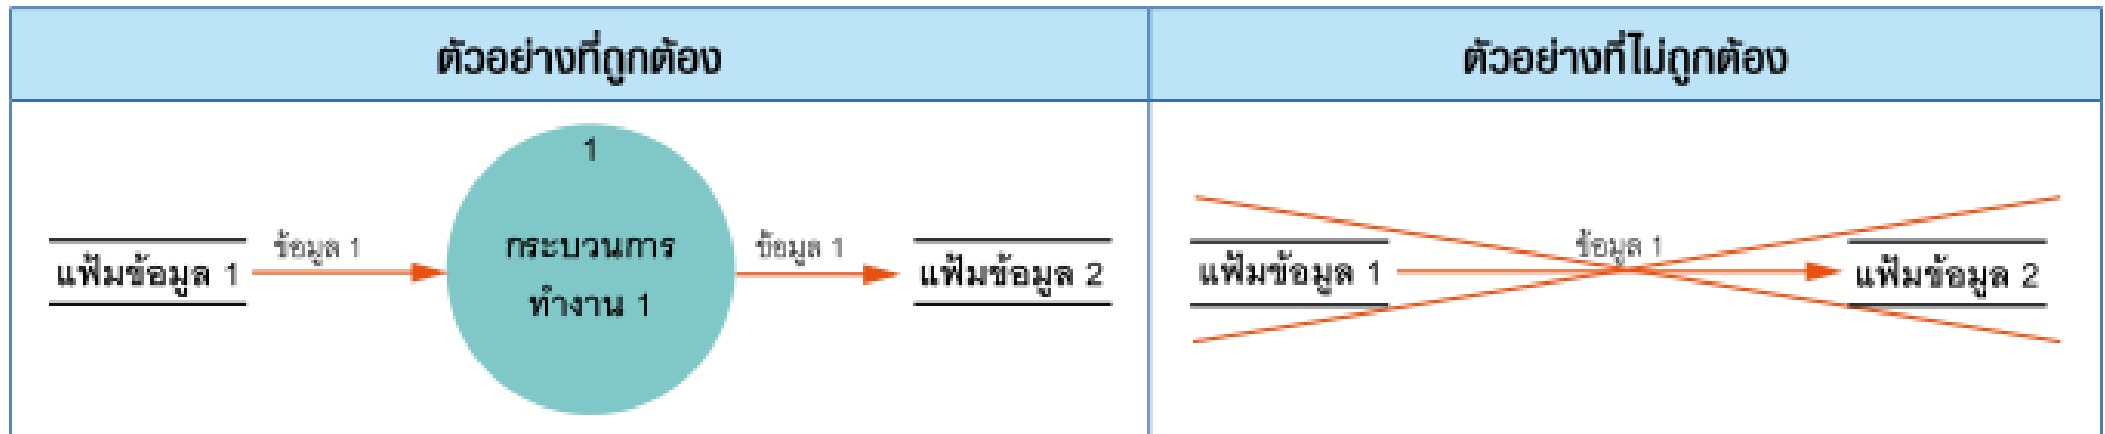 ตัวอย่างที่ถูกต้อง
ตัวอย่างที่ไม่ถูกต้อง
1
แฟ้มข้อมูล 1
ข้อมูล 1
กระบวนการ
ทำงาน 1
ข้อมูล 1
แฟ้มข้อมูล 2
แฟ้มข้อมูล 1
ข้อมูล 1
แฟ้มข้อมูล 2